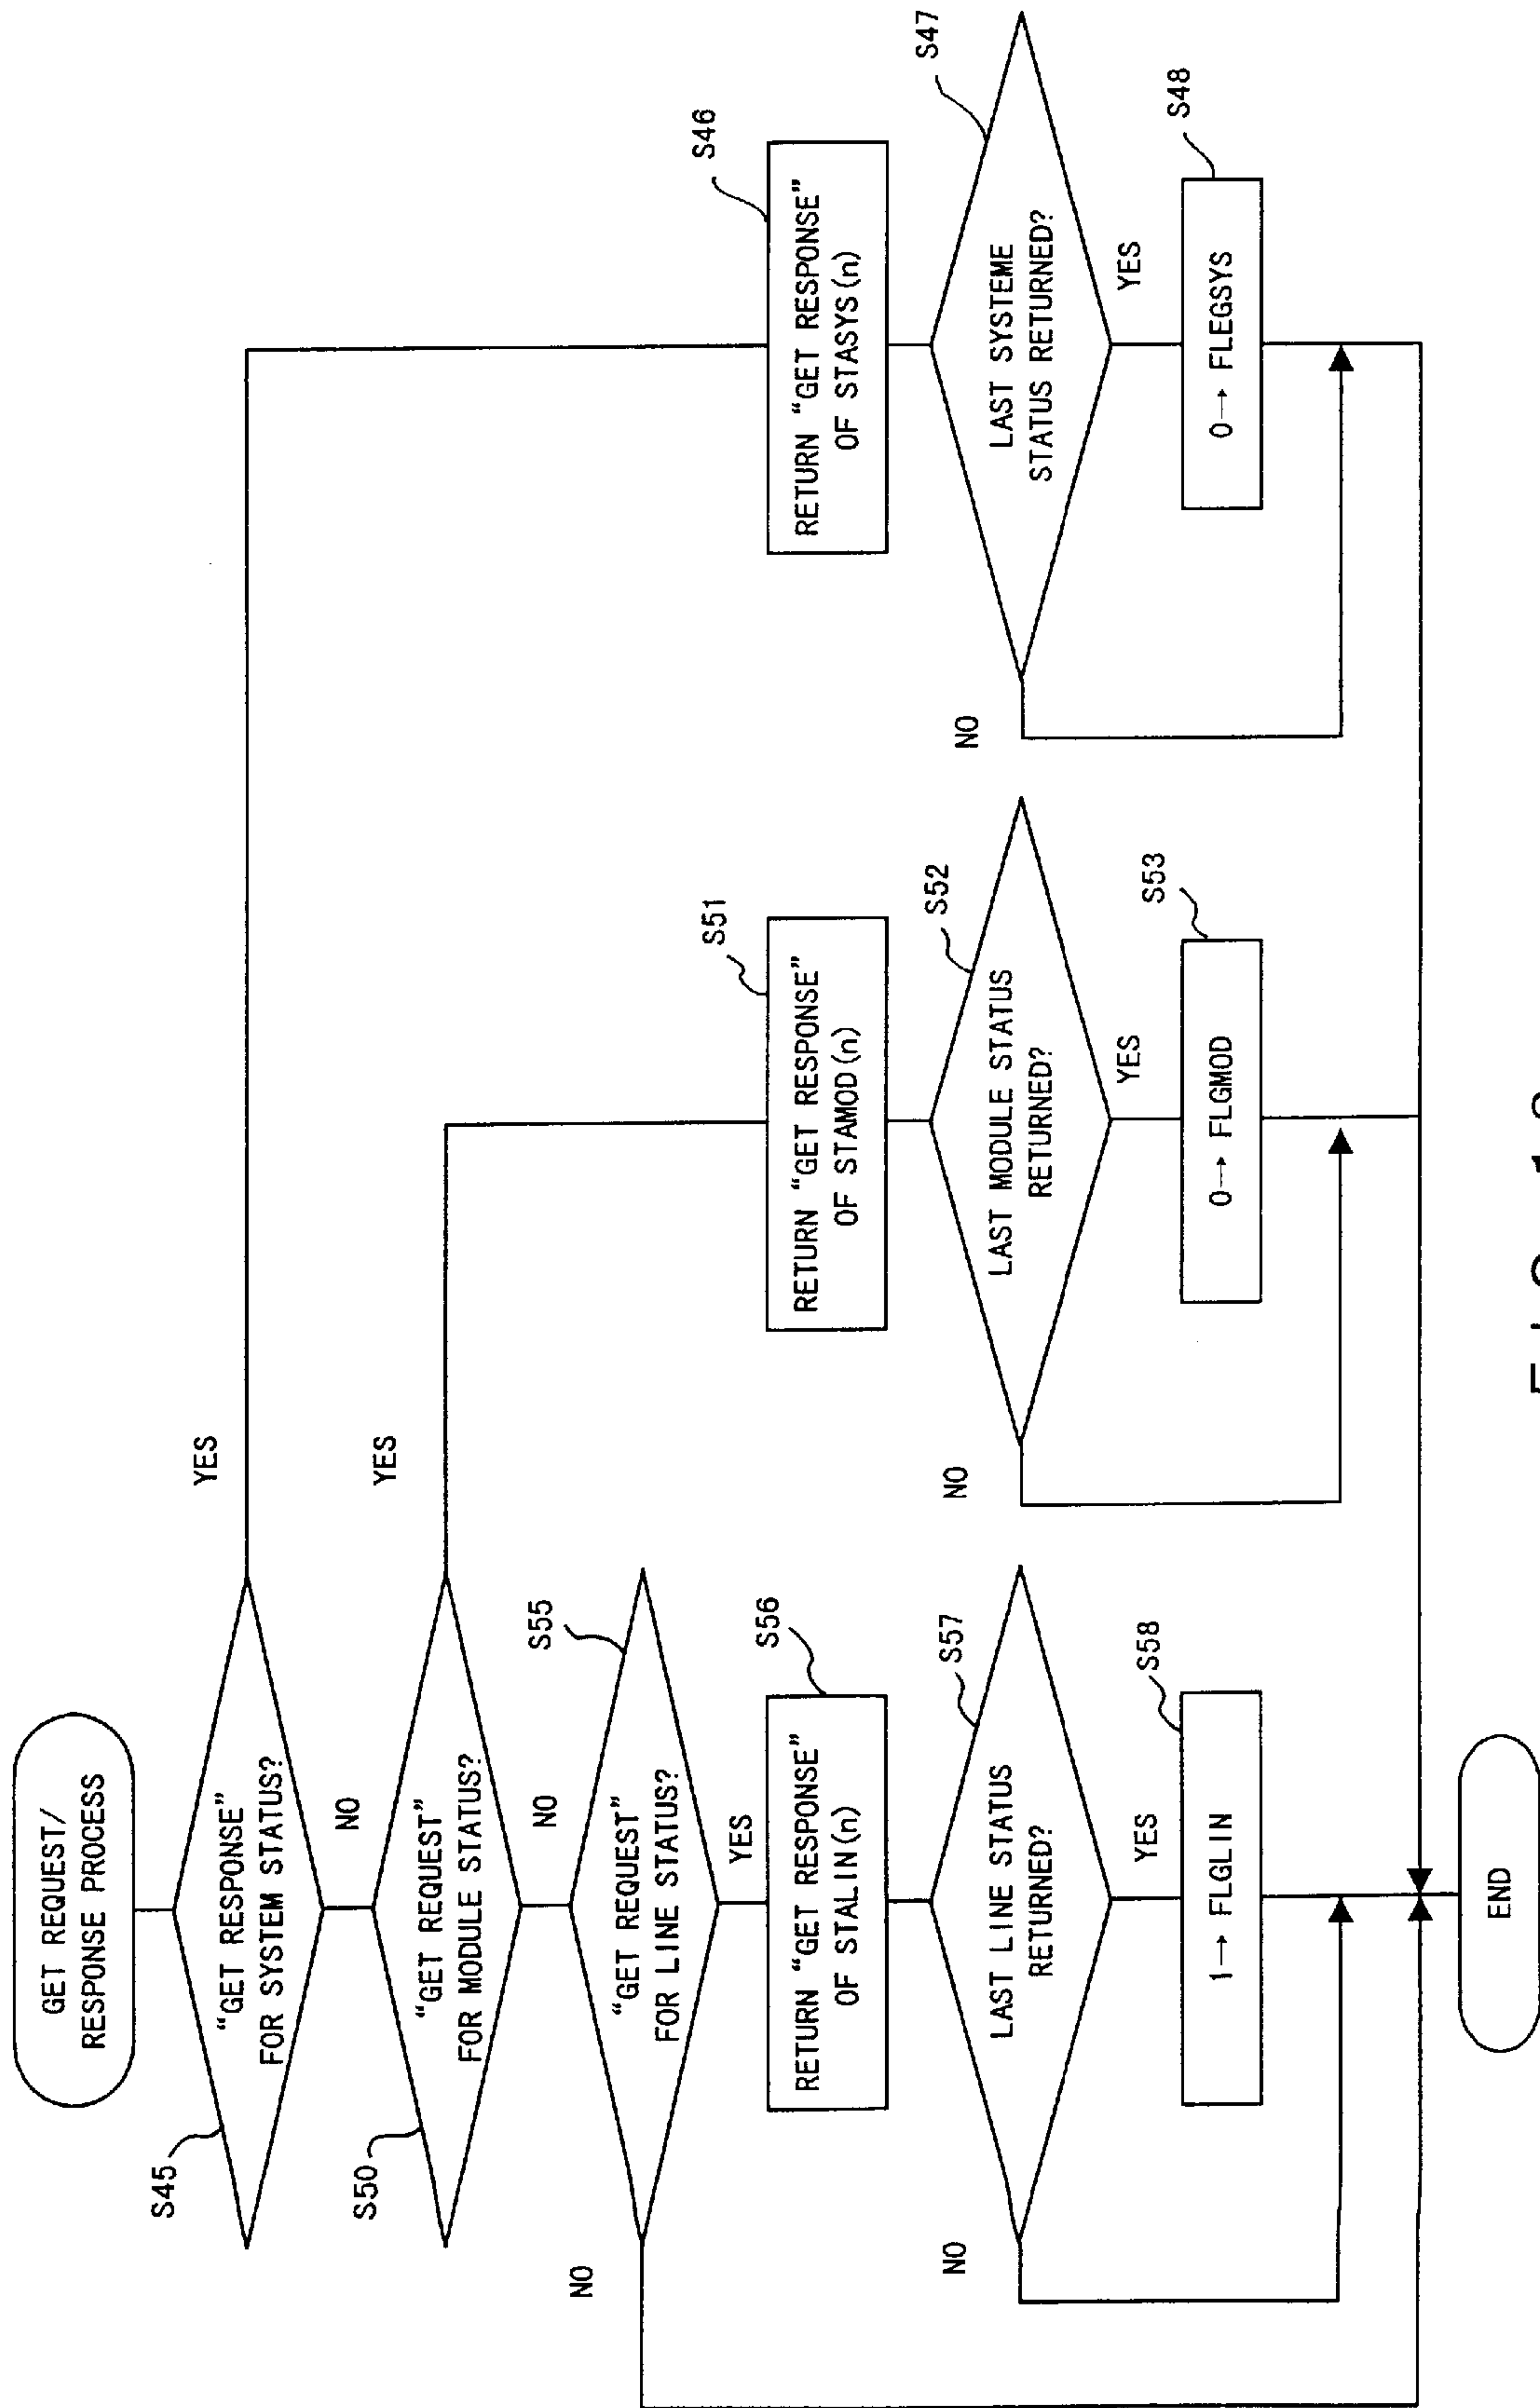 GET REQUEST/
RESPONSE PROCESS
S45
“GET RESPONSE”
FOR SYSTEM STATUS?
YES
NO
S50
“GET REQUEST”
FOR MODULE STATUS?
YES
NO
S55
“GET REQUEST”
FOR LINE STATUS?
NO
YES
S56
RETURN “GET RESPONSE”
OF STALIN(n)
S57
LAST LINE STATUS
RETURNED?
NO
YES
S58
1→ FLGLIN
S51
RETURN “GET RESPONSE”
OF STAMOD(n)
S52
LAST MODULE STATUS
RETURNED?
NO
YES
S53
0→ FLGMOD
S46
RETURN “GET RESPONSE”
OF STASYS(n)
S47
LAST SYSTEME
STATUS RETURNED?
NO
YES
S48
0→ FLEGSYS
END